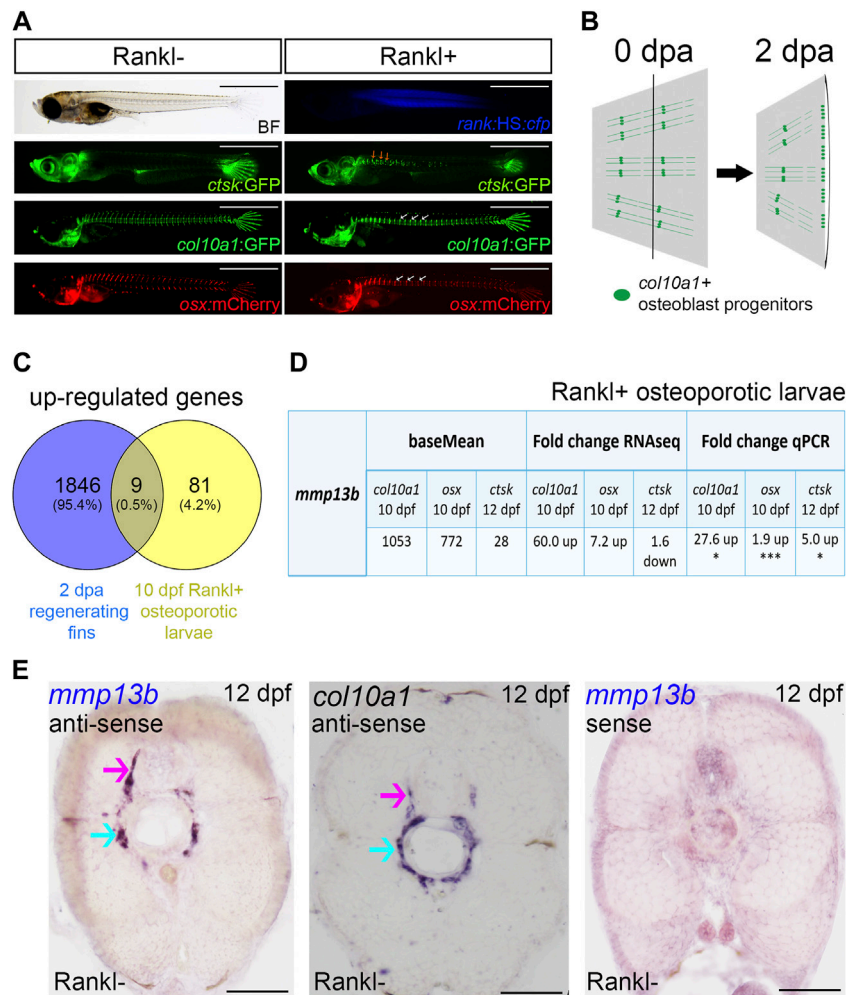 A
Rankl-
Rankl+
BF
rank:HS:cfp
ctsk:GFP
ctsk:GFP
col10a1:GFP
col10a1:GFP
osx:mCherry
osx:mCherry
B
0 dpa
2 dpa
col10a1+
osteoblast progenitors
C
up-regulated genes
1846
(95.4%)
9
(0.5%)
81
(4.2%)
2 dpa
regenerating
fins
10 dpf Rankl+
osteoporotic
larvae
D
Rankl+ osteoporotic larvae
mmp13b
baseMean
Fold change RNAseq
Fold change qPCR
col10a1
10 dpf
osx
10 dpf
ctsk
12 dpf
col10a1
10 dpf
osx
10 dpf
ctsk
12 dpf
col10a1
10 dpf
osx
10 dpf
ctsk
12 dpf
1053
772
28
60.0 up
7.2 up
1.6
down
27.6 up
*
1.9 up
***
5.0 up
*
E
mmp13b
anti-sense
12 dpf
Rankl-
col10a1
anti-sense
12 dpf
Rankl-
mmp13b
sense
12 dpf
Rankl-